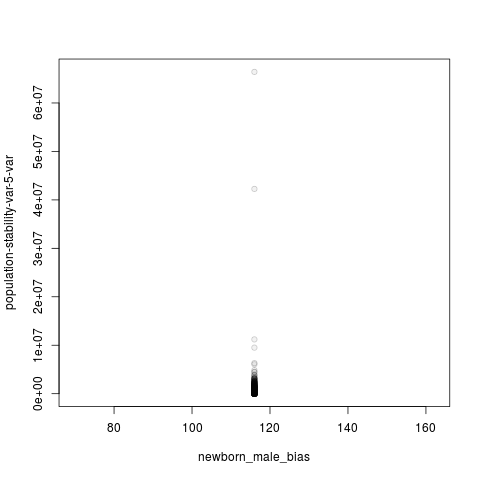 population-stability-var-5-var
6e+07
5e+07
4e+07
3e+07
2e+07
1e+07
0e+00
80
100
120
140
160
newborn_male_bias